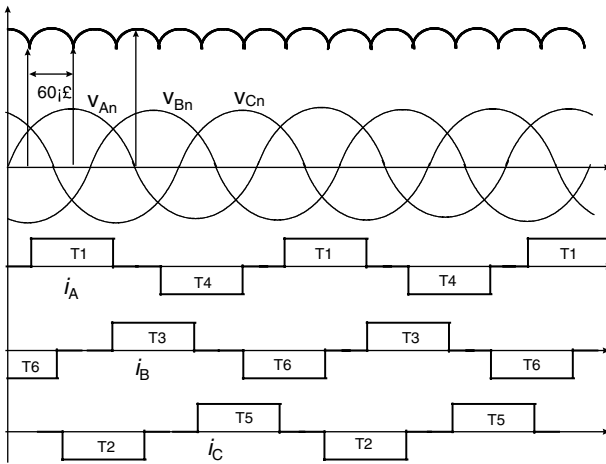 60¡£
vAn vBn vCn
T1 T1 T1
T4 T4
iA
T3 T3
T6 T6 T6
iB
T5 T5
T2 T2
iC